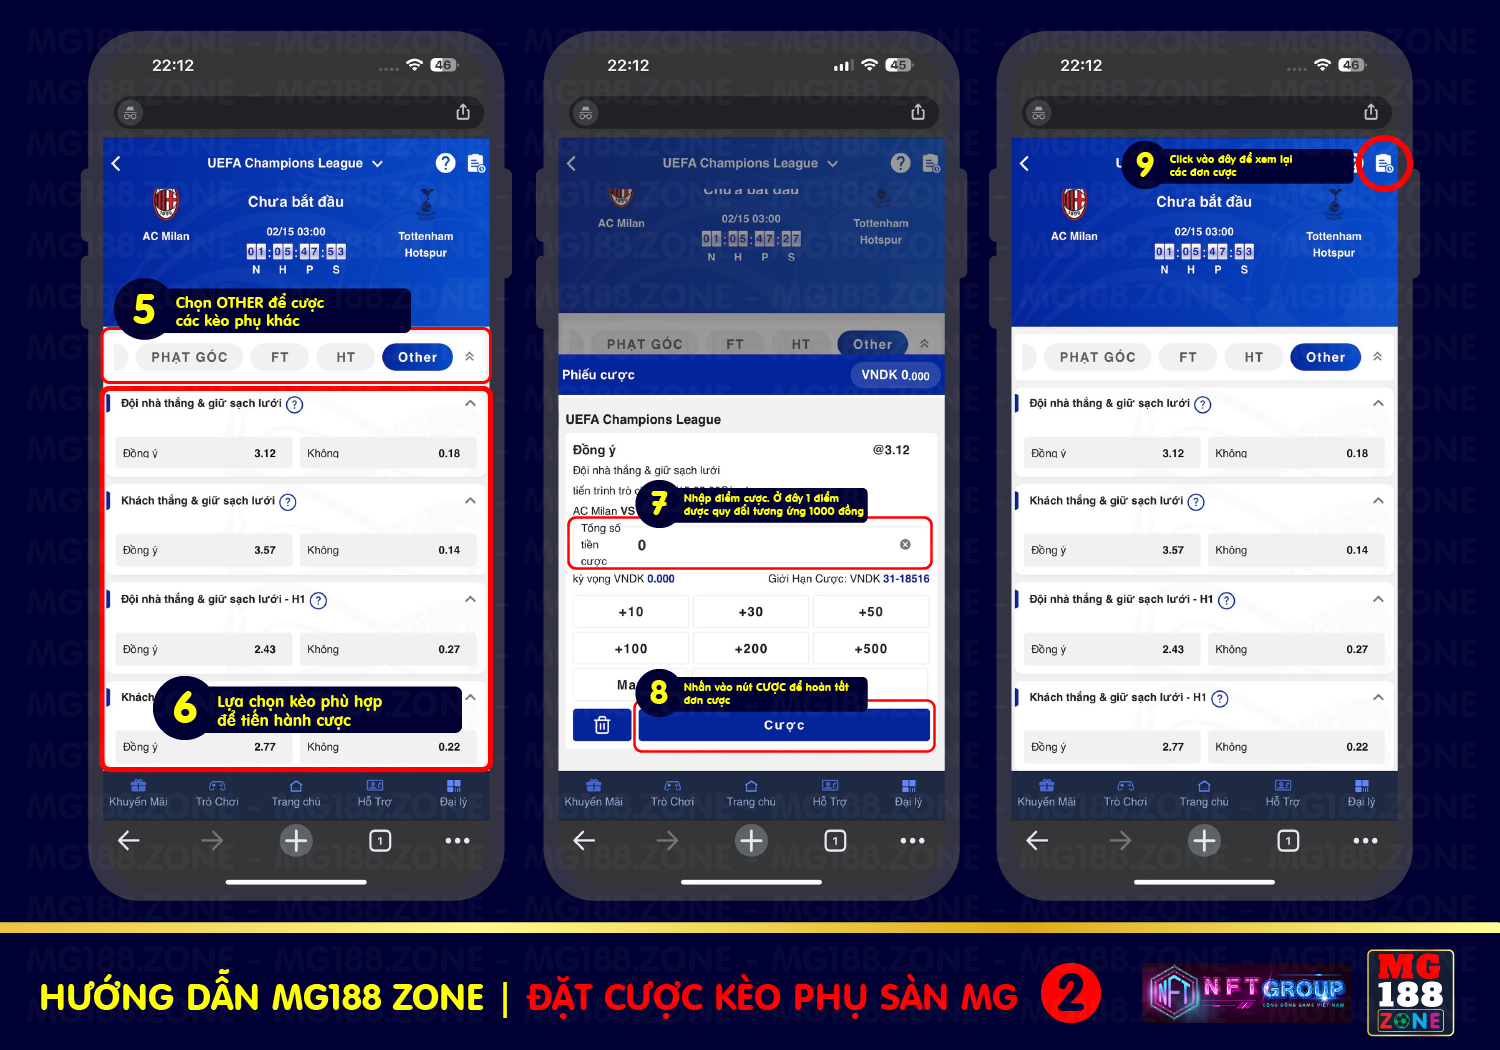 22:12
46
UEFA Champions League
?
Chưa bắt đầu
AC Milan
02/15 03:00
Tottenham
Hotspur
01:05:47:53
N H P S
5
Chọn OTHER để cược
các kèo phụ khác
PHẠT GÓC FT HT Other
Đội nhà thắng & giữ sạch lưới ?
Đồng ý 3.12 Không 0.18
Khách thắng & giữ sạch lưới ?
Đồng ý 3.57 Không 0.14
Đội nhà thắng & giữ sạch lưới - H1 ?
Đồng ý 2.43 Không 0.27
Khách
6
Lựa chọn kèo phù hợp
để tiến hành cược
Đồng ý 2.77 Không 0.22
Khuyến Mãi Trò Chơi Trang chủ Hỗ Trợ Đại lý
1
22:12
45
UEFA Champions League
?
Chưa bắt đầu
AC Milan
02/15 03:00
Tottenham
Hotspur
01:05:47:27
N H P S
PHẠT GÓC FT HT Other
Phiếu cược VNDK 0.000
UEFA Champions League
Đồng ý @3.12
Đội nhà thắng & giữ sạch lưới
tiến trình trò
AC Milan VS
7
Nhập điểm cược. Ở đây 1 điểm
được quy đổi tương ứng 1000 đồng
Tổng số
tiền
cược
0
kỳ vọng VNDK 0.000 Giới Hạn Cược: VNDK 31-18516
+10 +30 +50
+100 +200 +500
Ma
8
Nhấn vào nút CƯỢC để hoàn tất
đơn cược
Cược
Khuyến Mãi Trò Chơi Trang chủ Hỗ Trợ Đại lý
1
22:12
46
9
Click vào đây để xem lại
các đơn cược
Chưa bắt đầu
AC Milan
02/15 03:00
Tottenham
Hotspur
01:05:47:53
N H P S
PHẠT GÓC FT HT Other
Đội nhà thắng & giữ sạch lưới ?
Đồng ý 3.12 Không 0.18
Khách thắng & giữ sạch lưới ?
Đồng ý 3.57 Không 0.14
Đội nhà thắng & giữ sạch lưới - H1 ?
Đồng ý 2.43 Không 0.27
Khách thắng & giữ sạch lưới - H1 ?
Đồng ý 2.77 Không 0.22
Khuyến Mãi Trò Chơi Trang chủ Hỗ Trợ Đại lý
1
HƯỚNG DẪN MG188 ZONE | ĐẶT CƯỢC KÈO PHỤ SÀN MG 2
NFT
NFTGROUP
CỘNG ĐỒNG GAME VIỆT NAM
MG
188
ZONE